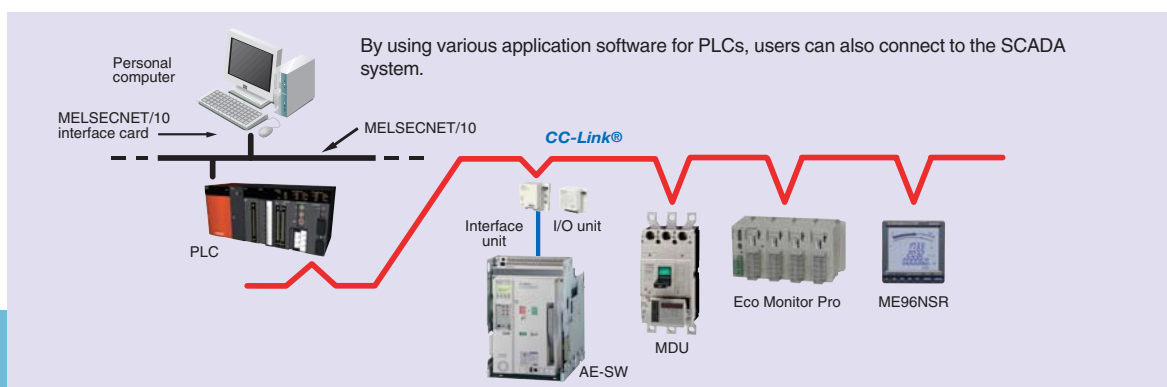 By using various application software for PLCs, users can also connect to the SCADA
system.
Personal
computer
MELSECNET/10
interface card
MELSECNET/10
CC-Link®
PLC
Interface
unit
I/O unit
AE-SW
MDU
Eco Monitor Pro
ME96NSR